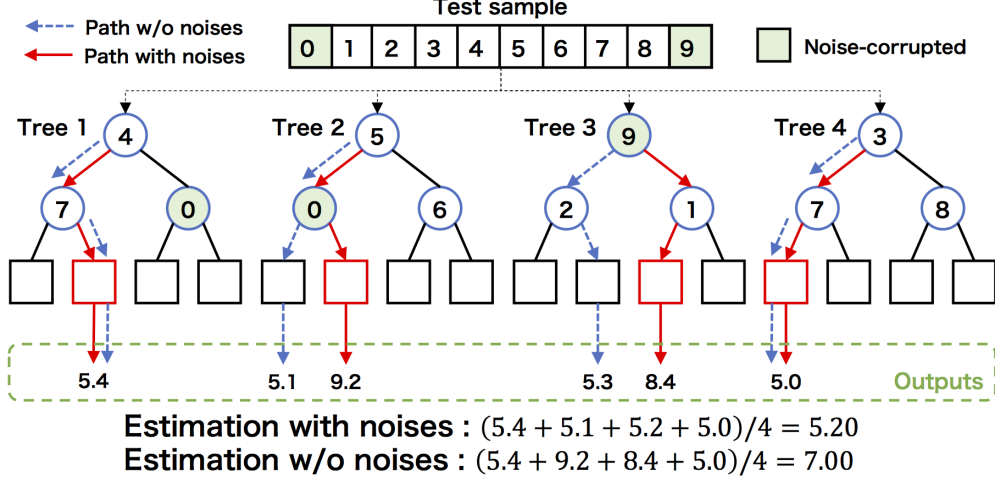 Test sample
Path w/o noises
Path with noises
0 1 2 3 4 5 6 7 8 9
Noise-corrupted
Tree 1 4 Tree 2 5 Tree 3 9 Tree 4 3
7 0 0 6 2 1 7 8
5.4 5.1 9.2 5.3 8.4 5.0 Outputs
Estimation with noises : (5.4 + 5.1 + 5.2 + 5.0)/4 = 5.20
Estimation w/o noises : (5.4 + 9.2 + 8.4 + 5.0)/4 = 7.00